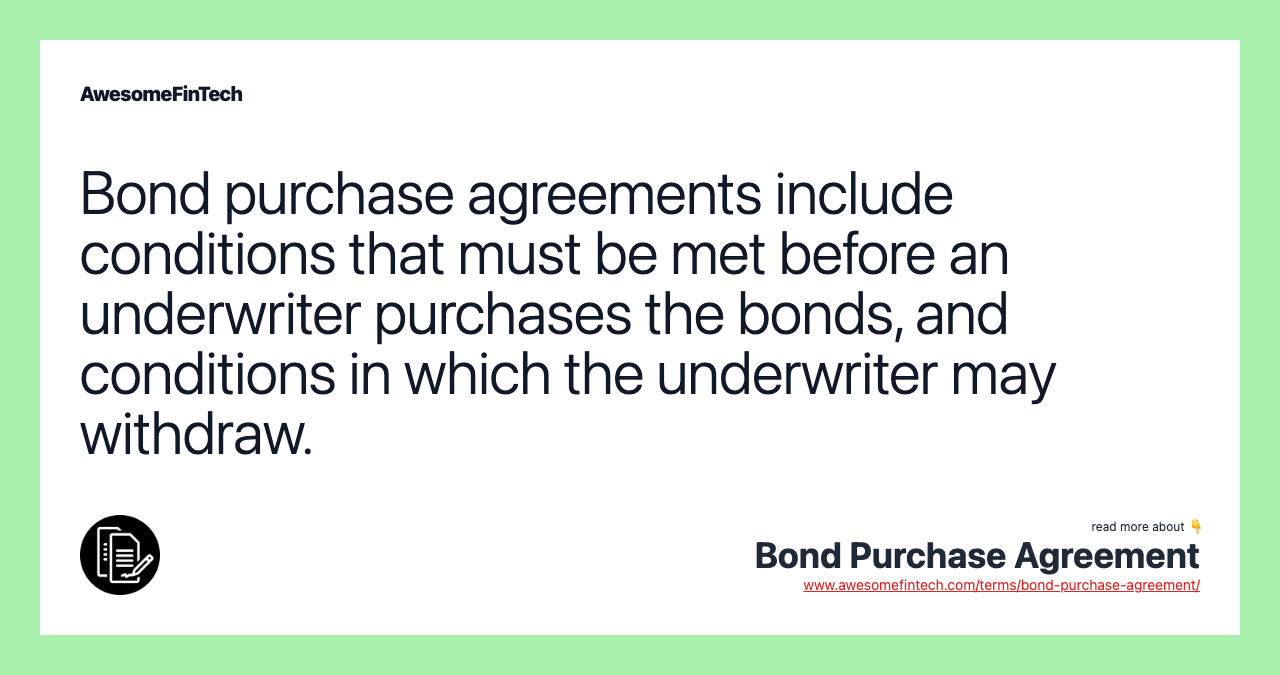 AwesomeFinTech
Bond purchase agreements include
conditions that must be met before an
underwriter purchases the bonds, and
conditions in which the underwriter may
withdraw.
read more about 👇
Bond Purchase Agreement
www.awesomefintech.com/terms/bond-purchase-agreement/